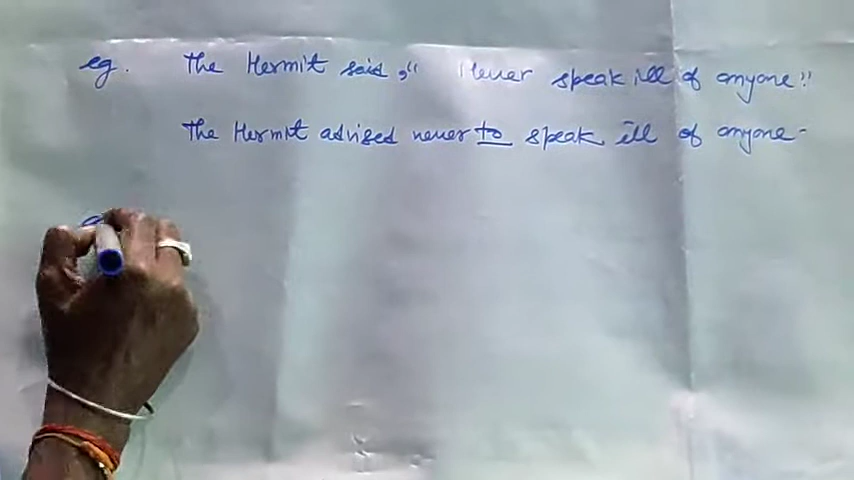 eg. The Hermit said, " Never speak ill of anyone."
The Hermit advised never to speak ill of anyone.